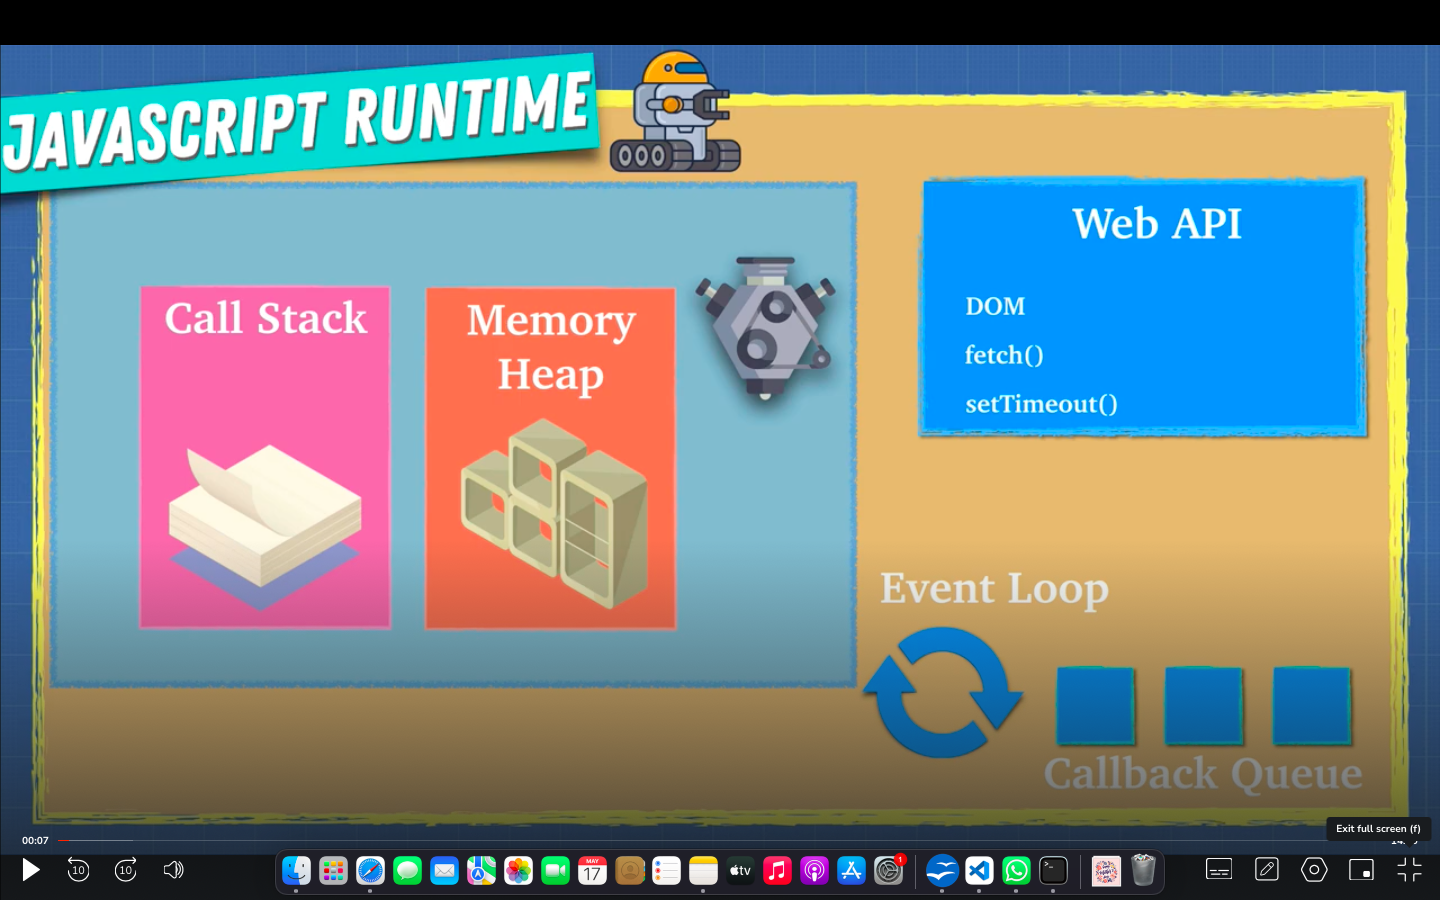 JAVASCRIPT RUNTIME
Call Stack
Memory
Heap
Web API
DOM
fetch()
setTimeout()
Event Loop
Callback Queue
00:07
Exit full screen (f)
10
10
MAY
17
tv
1